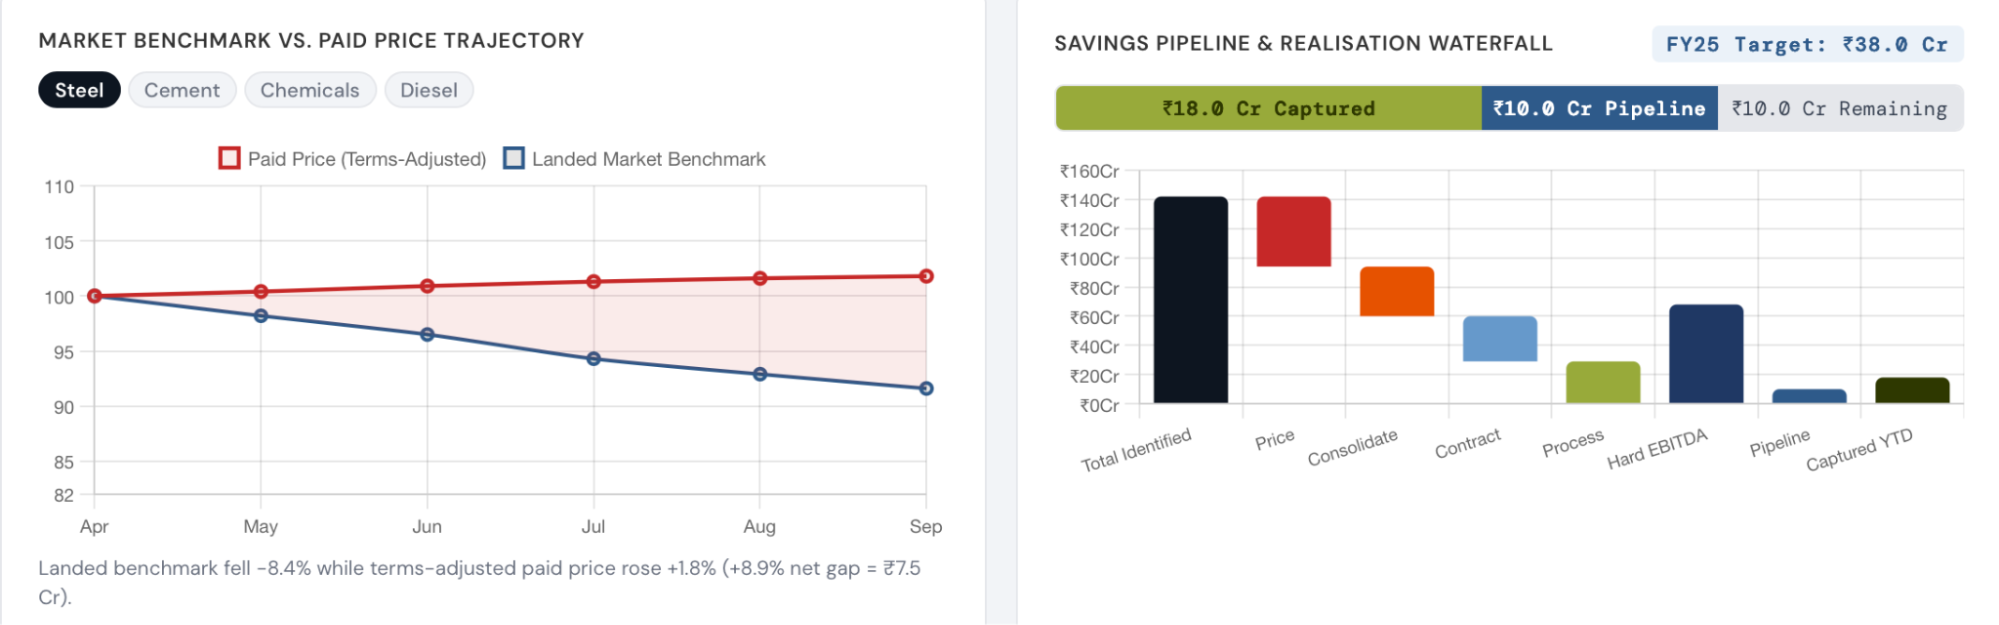 MARKET BENCHMARK VS. PAID PRICE TRAJECTORY
Steel
Cement
Chemicals
Diesel
Paid Price (Terms-Adjusted)
Landed Market Benchmark
110
105
100
95
90
85
82
Apr
May
Jun
Jul
Aug
Sep
Landed benchmark fell -8.4% while terms-adjusted paid price rose +1.8% (+8.9% net gap = ₹7.5
Cr).
SAVINGS PIPELINE & REALISATION WATERFALL
FY25 Target: ₹38.0 Cr
₹18.0 Cr Captured
₹10.0 Cr Pipeline
₹10.0 Cr Remaining
₹160Cr
₹140Cr
₹120Cr
₹100Cr
₹80Cr
₹60Cr
₹40Cr
₹20Cr
₹0Cr
Total Identified
Price
Consolidate
Contract
Process
Hard EBITDA
Pipeline
Captured YTD